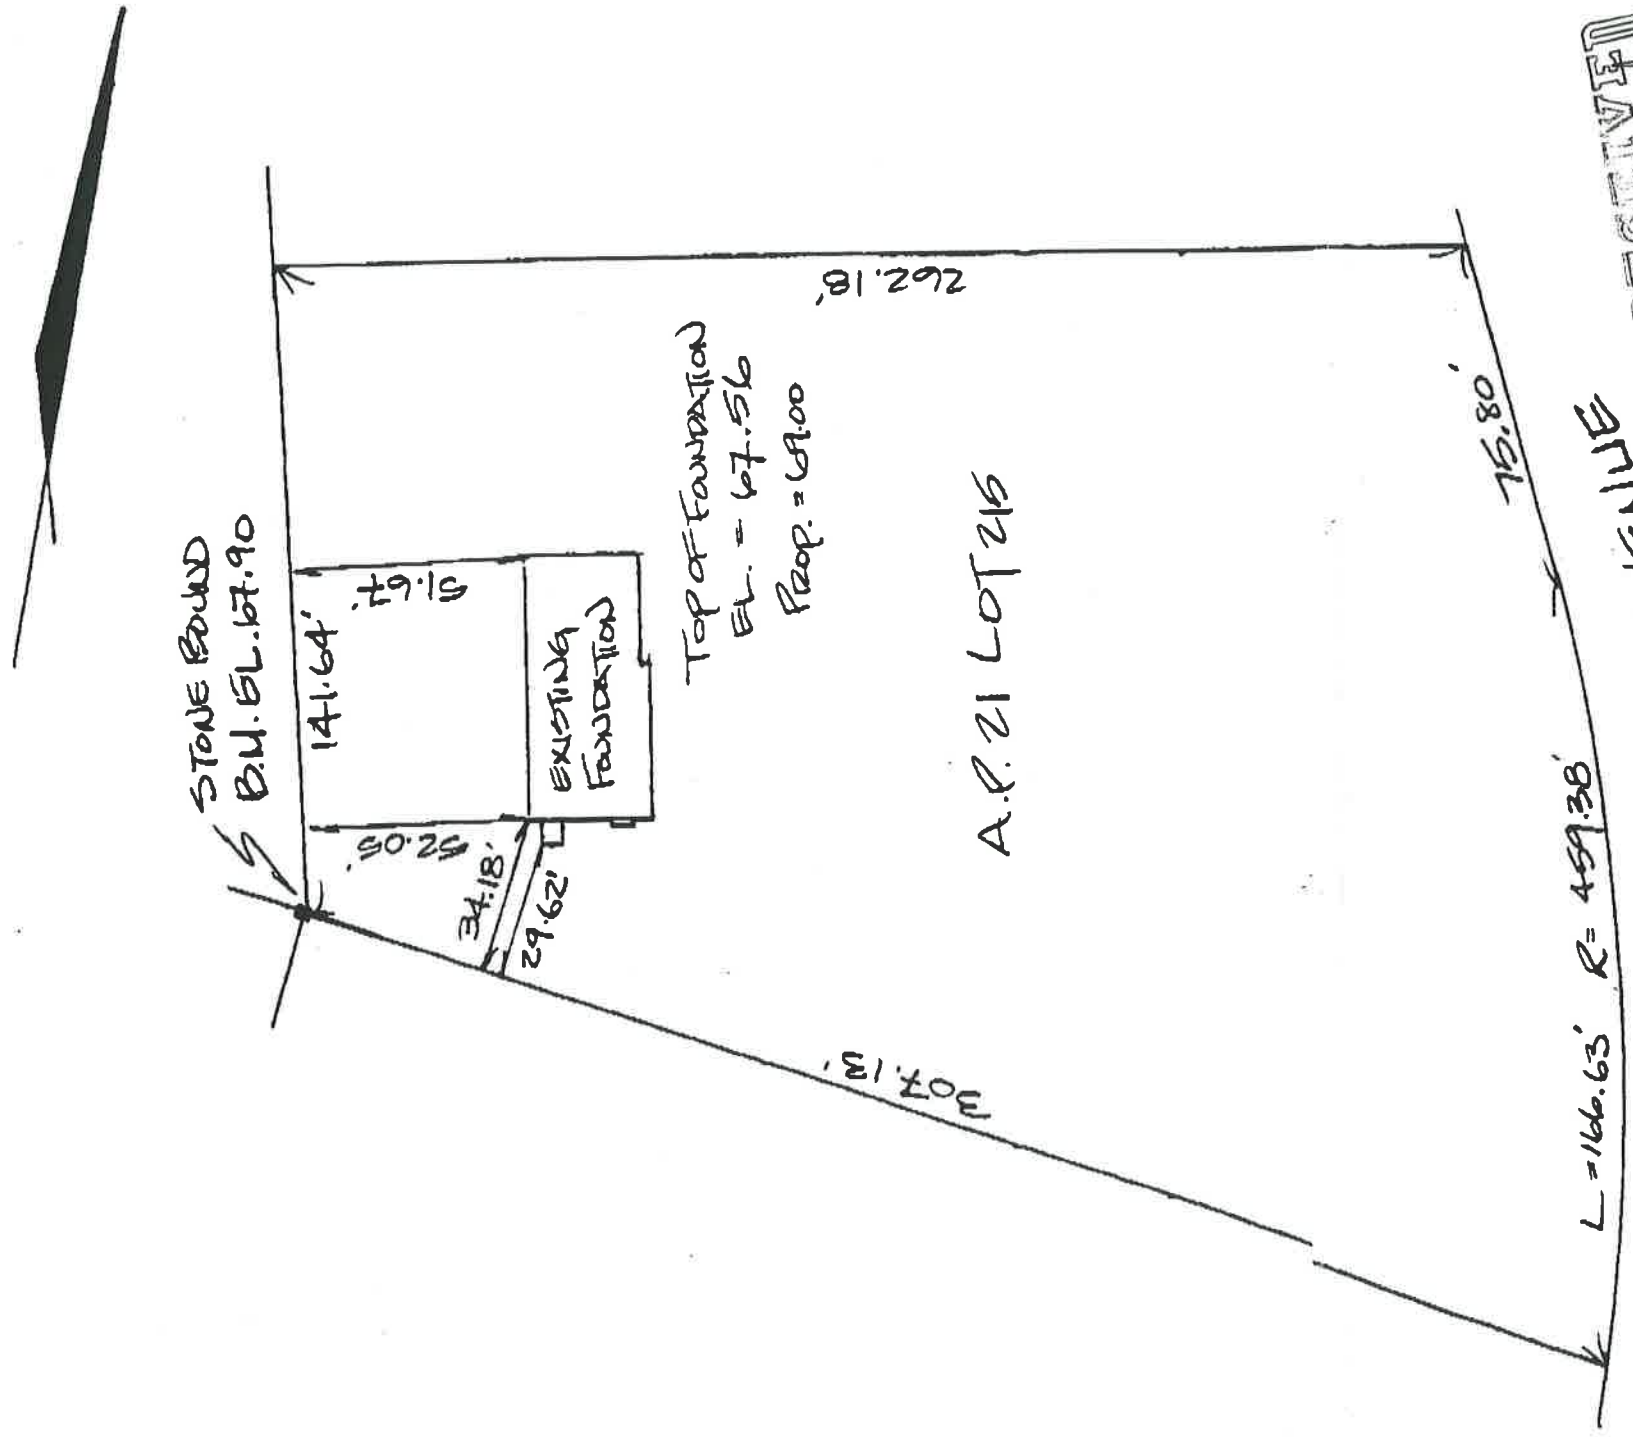 STONE BOUND
B.M. EL. 67.90
141.64'
51.67'
52.05'
34.18'
29.62'
EXISTING
FOUNDATION
TOP OF FOUNDATION
EL. = 67.56
PROP. = 69.00
262.18'
A.P. 21 LOT 215
307.13'
75.80'
L = 166.63' R = 459.38'